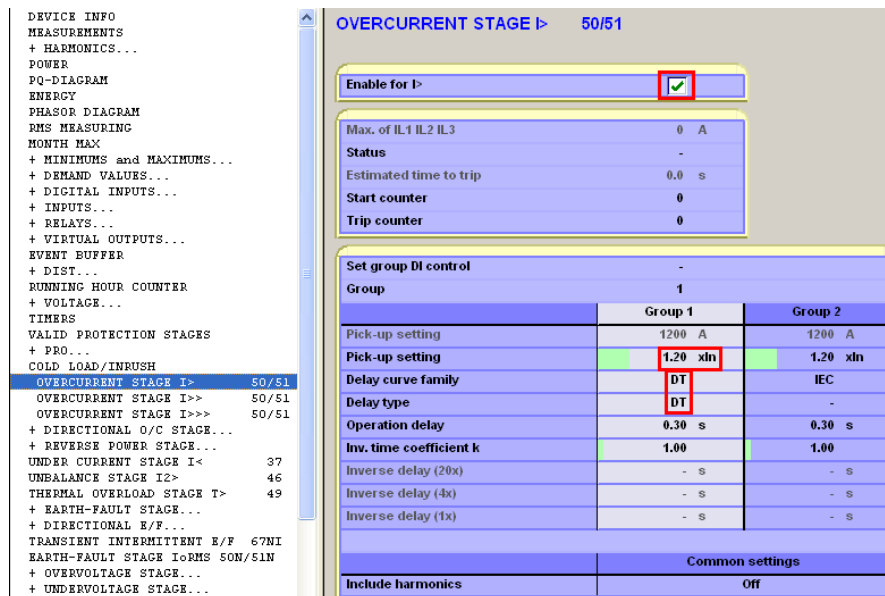 DEVICE INFO
MEASUREMENTS
+ HARMONICS...
POWER
PQ-DIAGRAM
ENERGY
PHASOR DIAGRAM
RMS MEASURING
MONTH MAX
+ MINIMUMS and MAXIMUMS...
+ DEMAND VALUES...
+ DIGITAL INPUTS...
+ INPUTS...
+ RELAYS...
+ VIRTUAL OUTPUTS...
EVENT BUFFER
+ DIST...
RUNNING HOUR COUNTER
+ VOLTAGE...
TIMERS
VALID PROTECTION STAGES
+ PRO...
COLD LOAD/INRUSH
OVERCURRENT STAGE I> 50/51
OVERCURRENT STAGE I>> 50/51
OVERCURRENT STAGE I>>> 50/51
+ DIRECTIONAL O/C STAGE...
+ REVERSE POWER STAGE...
UNDER CURRENT STAGE I< 37
UNBALANCE STAGE I2> 46
THERMAL OVERLOAD STAGE T> 49
+ EARTH-FAULT STAGE...
+ DIRECTIONAL E/F...
TRANSIENT INTERMITTENT E/F 67NI
EARTH-FAULT STAGE IoRMS 50N/51N
+ OVERVOLTAGE STAGE...
+ UNDERVOLTAGE STAGE...
OVERCURRENT STAGE I> 50/51
Enable for I>
Max. of IL1 IL2 IL3 0 A
Status -
Estimated time to trip 0.0 s
Start counter 0
Trip counter 0
Set group DI control -
Group 1
Group 1 Group 2
Pick-up setting 1200 A 1200 A
Pick-up setting 1.20 xIn 1.20 xIn
Delay curve family DT IEC
Delay type DT -
Operation delay 0.30 s 0.30 s
Inv. time coefficient k 1.00 1.00
Inverse delay (20x) - s - s
Inverse delay (4x) - s - s
Inverse delay (1x) - s - s
Common settings
Include harmonics Off